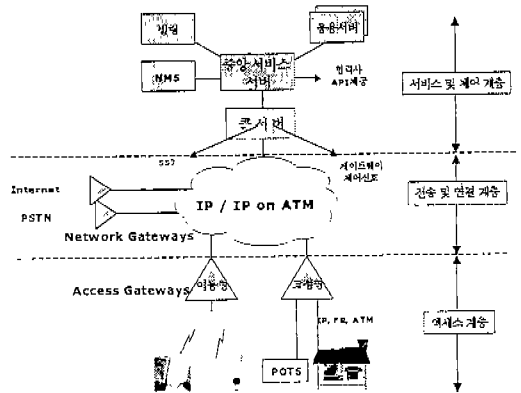 빌링
응용서버
중앙서비스
서버
NMS
협력사
API제공
서비스 및 제어 계층
콜 서버
SS7
게이트웨이
제어신호
Internet
PSTN
IP / IP on ATM
전송 및 연결 계층
Network Gateways
Access Gateways
이동망
고정망
IP, FR, ATM
액세스 계층
POTS